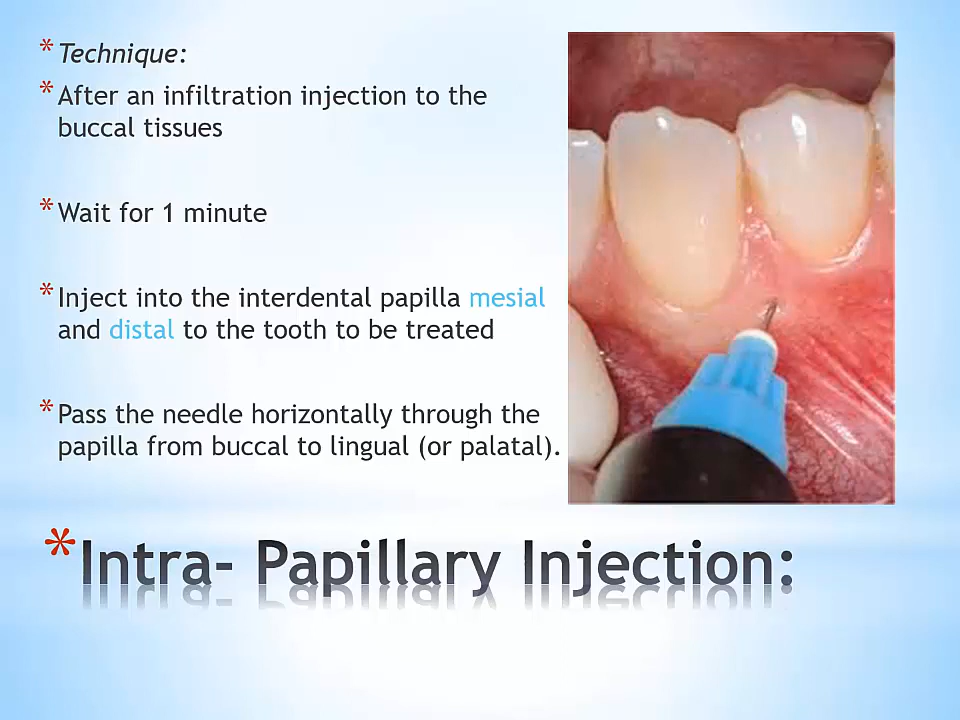 * Technique:
* After an infiltration injection to the
buccal tissues
* Wait for 1 minute
* Inject into the interdental papilla mesial
and distal to the tooth to be treated
* Pass the needle horizontally through the
papilla from buccal to lingual (or palatal).
* Intra- Papillary Injection: